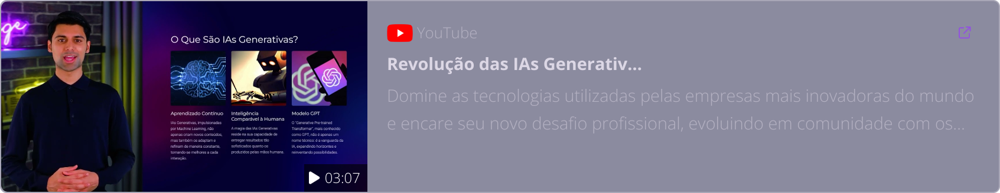 ge
O Que São IAs Generativas?
Aprendizado Contínuo
IAs Generativas, impulsionadas
por Machine Learning, não
apenas criam novos conteúdos,
mas também os adaptam e
refinam de maneira constante,
tornando-se melhores a cada
interação.
Inteligência
Comparável à Humana
A magia das IAs Generativas
reside na sua capacidade de
entregar resultados tão
sofisticados quanto os
produzidos pelas mãos humana.
Modelo GPT
O "Generative Pre-trained
Transformer", mais conhecido
como GPT, não é apenas um
nome técnico: é a vanguarda da
IA, expandindo horizontes e
reinventando possibilidades.
03:07
YouTube
Revolução das IAs Generativ...
Domine as tecnologias utilizadas pelas empresas mais inovadoras do mundo
e encare seu novo desafio profissional, evoluindo em comunidade com os...